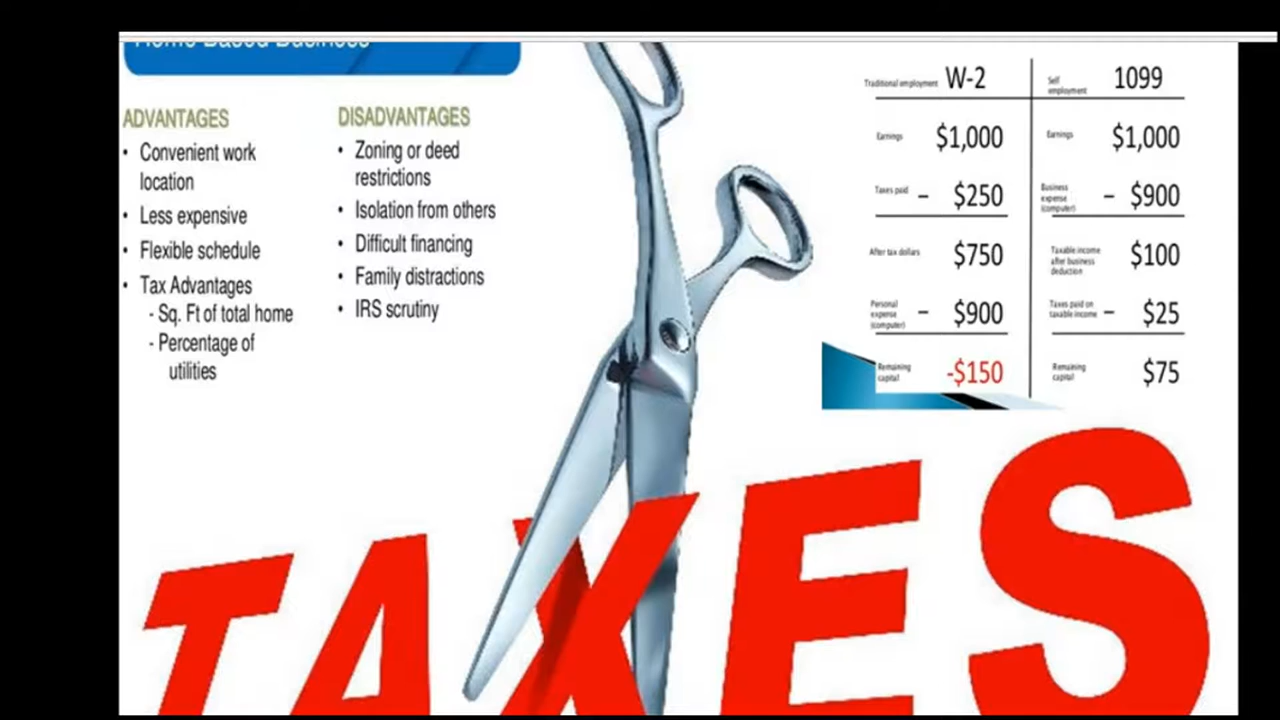 Home Based Business
ADVANTAGES
• Convenient work
location
• Less expensive
• Flexible schedule
• Tax Advantages
- Sq. Ft of total home
- Percentage of
utilities
DISADVANTAGES
• Zoning or deed
restrictions
• Isolation from others
• Difficult financing
• Family distractions
• IRS scrutiny
Traditional employment W-2
Earnings $1,000
Taxes paid – $250
After tax dollars $750
Personal
expense
(computer) – $900
Remaining
capital -$150
Self
employment 1099
Earnings $1,000
Business
expense
(computer) – $900
Taxable income
after business
deduction $100
Taxes paid on
taxable income – $25
Remaining
capital $75
TAXES